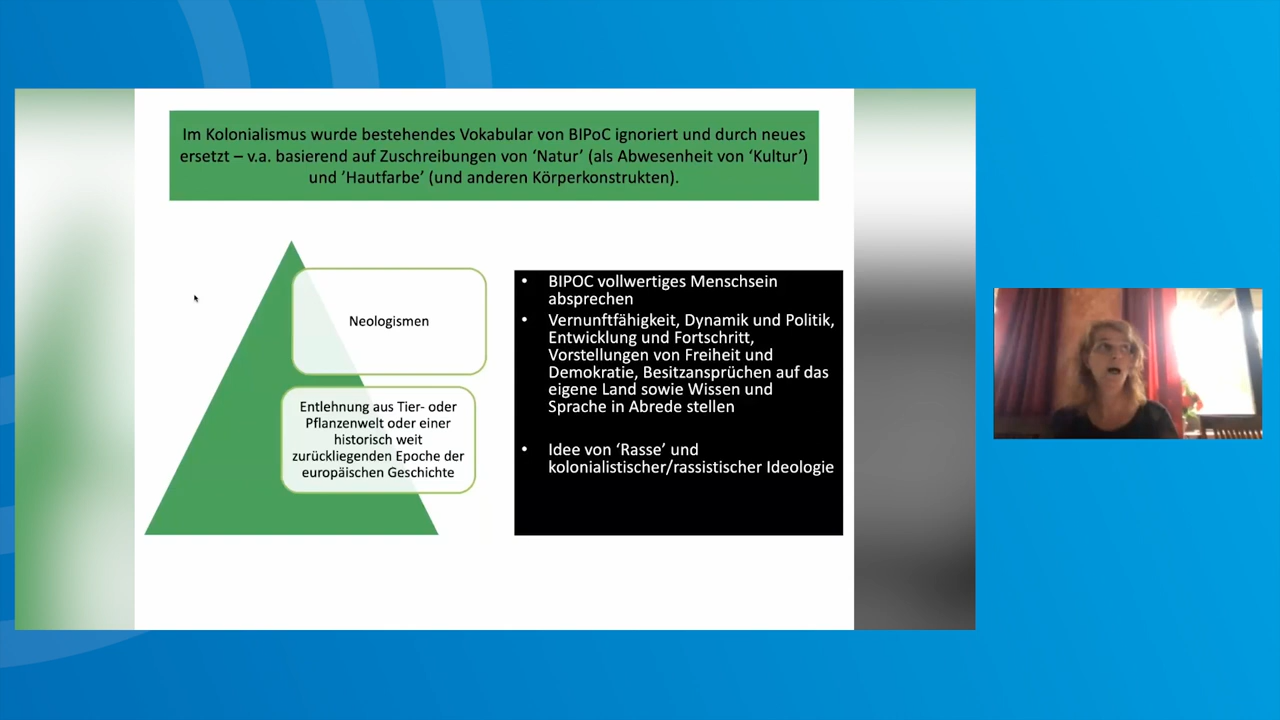 Im Kolonialismus wurde bestehendes Vokabular von BIPoC ignoriert und durch neues
ersetzt – v.a. basierend auf Zuschreibungen von ‘Natur’ (als Abwesenheit von ‘Kultur’)
und ’Hautfarbe’ (und anderen Körperkonstrukten).
Neologismen
Entlehnung aus Tier- oder
Pflanzenwelt oder einer
historisch weit
zurückliegenden Epoche der
europäischen Geschichte
• BIPOC vollwertiges Menschsein
absprechen
• Vernunftfähigkeit, Dynamik und Politik,
Entwicklung und Fortschritt,
Vorstellungen von Freiheit und
Demokratie, Besitzansprüchen auf das
eigene Land sowie Wissen und
Sprache in Abrede stellen
• Idee von ‘Rasse’ und
kolonialistischer/rassistischer Ideologie